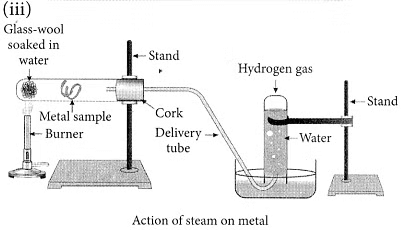 (iii)
Glass-wool
soaked in
water
Stand
Hydrogen gas
Stand
Metal sample
Cork
Burner
Delivery
tube
Water
Action of steam on metal